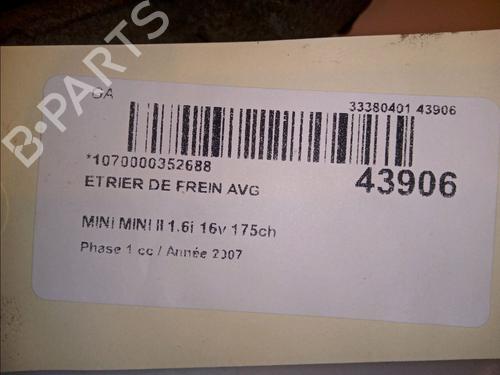 GA
33380401 43906
*1070000352688
43906
ETRIER DE FREIN AVG
MINI MINI II 1.6i 16v 175ch
Phase 1 cc / Année 2007
B-PARTS